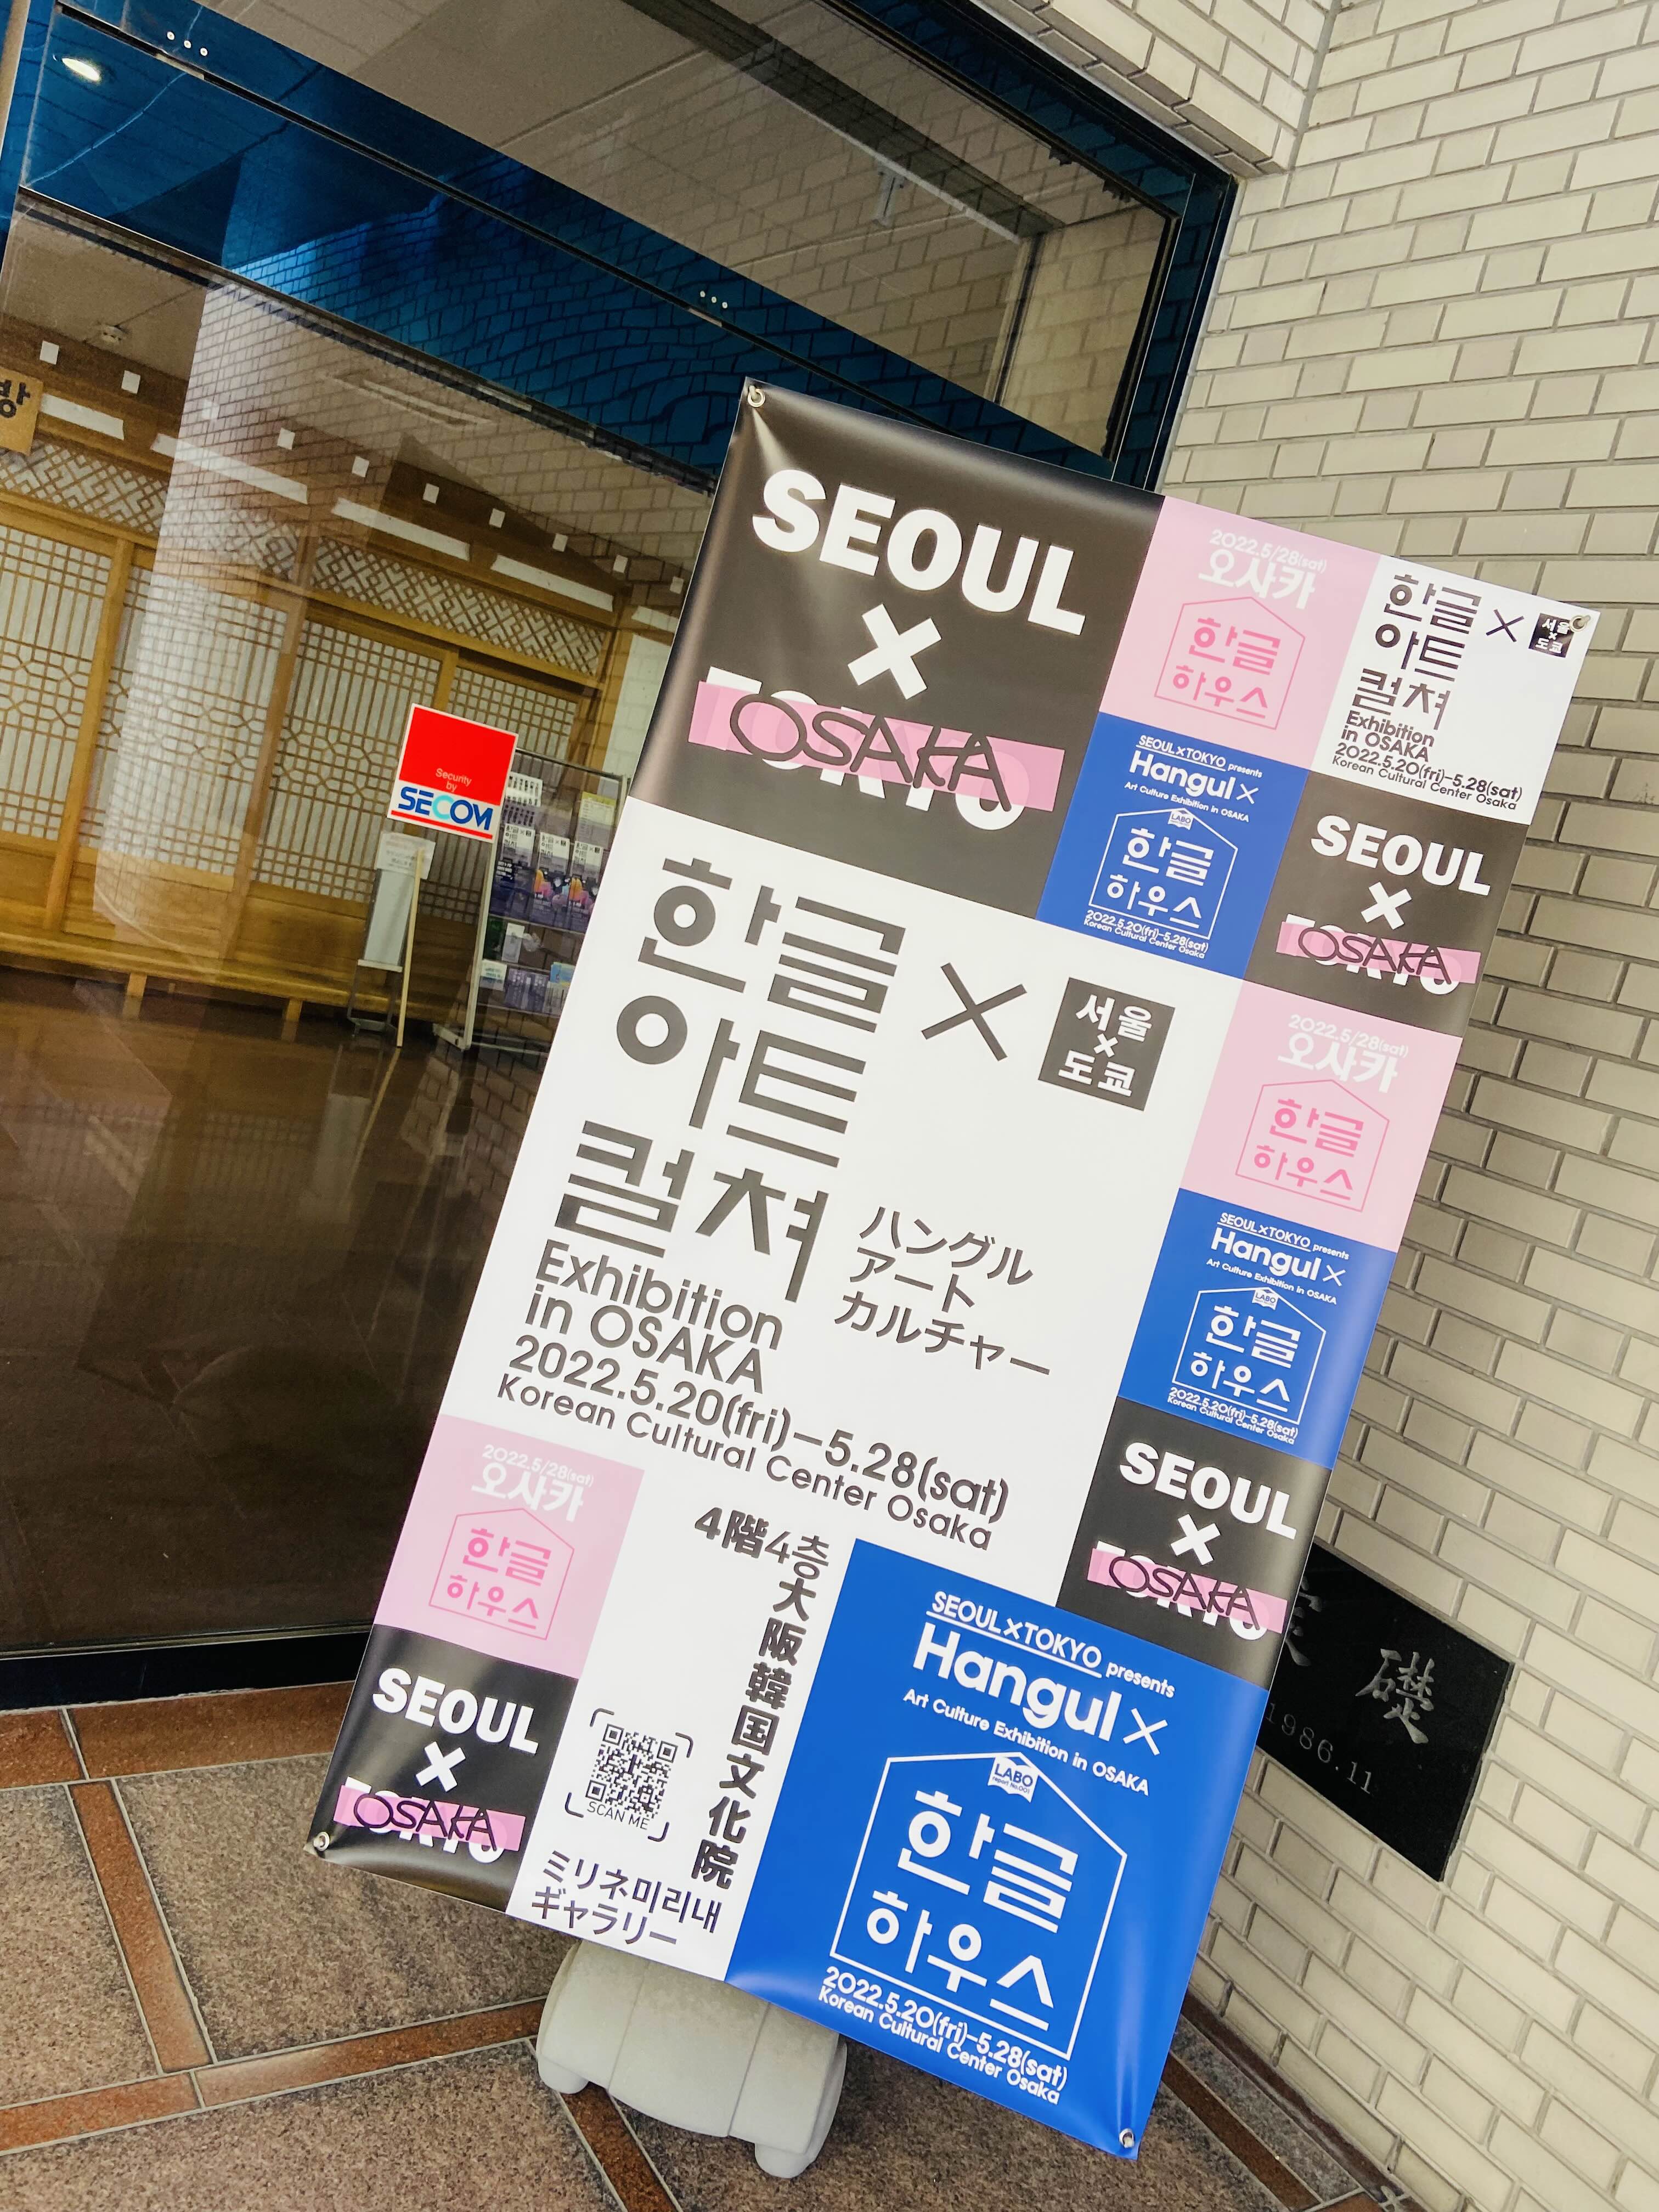 방
Security
by
SECOM
SEOUL
×
OSAKA
2022.5/28(sat)
오사카
한글
하우스
한글 ×
아트
컬쳐
서울
×
도쿄
Exhibition
in OSAKA
2022.5.20(fri)–5.28(sat)
Korean Cultural Center Osaka
SEOUL×TOKYO presents
Hangul ×
Art Culture Exhibition in OSAKA
LABO
한글
하우스
2022.5.20(fri)–5.28(sat)
Korean Cultural Center Osaka
SEOUL
×
OSAKA
한글 ×
아트
컬쳐
서울
×
도쿄
ハングル
アート
カルチャー
Exhibition
in OSAKA
2022.5.20(fri)–5.28(sat)
Korean Cultural Center Osaka
2022.5/28(sat)
오사카
한글
하우스
SEOUL×TOKYO presents
Hangul ×
Art Culture Exhibition in OSAKA
LABO
한글
하우스
2022.5.20(fri)–5.28(sat)
Korean Cultural Center Osaka
SEOUL
×
OSAKA
2022.5/28(sat)
오사카
한글
하우스
SEOUL
×
OSAKA
4階4층
大阪韓国文化院
SCAN ME
ミリネ미리내
ギャラリー
SEOUL×TOKYO presents
Hangul ×
Art Culture Exhibition in OSAKA
LABO
report No.001
한글
하우스
2022.5.20(fri)–5.28(sat)
Korean Cultural Center Osaka
礎
1986.11